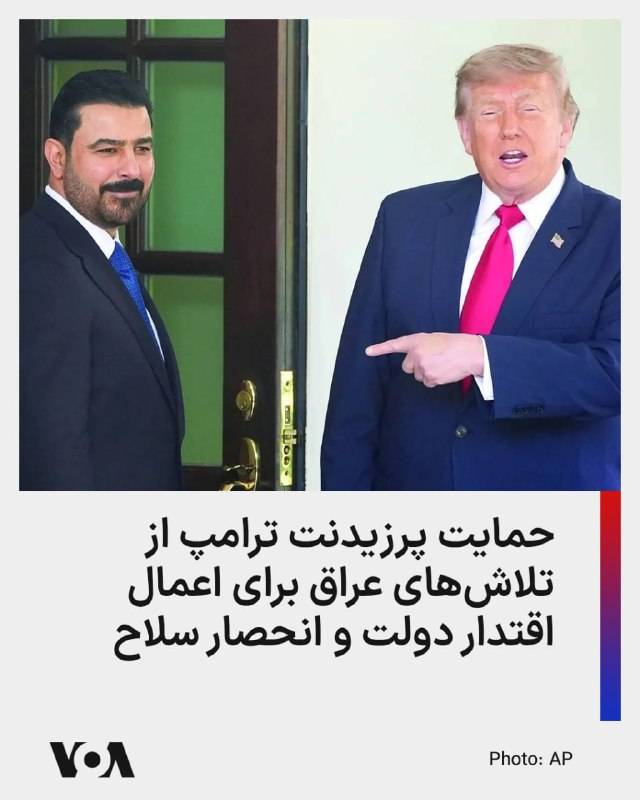 حمایت پرزیدنت ترامپ از
تلاش‌های عراق برای اعمال
اقتدار دولت و انحصار سلاح
VOA
Photo: AP